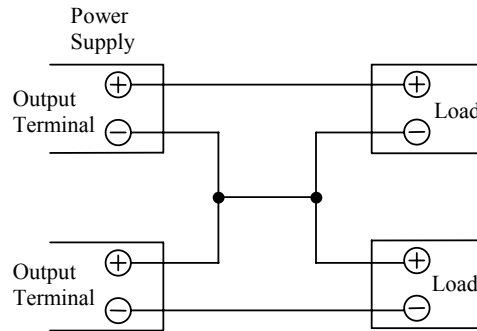 Power
Supply
+
+
Output
Terminal
Load
−
−
+
+
Output
Terminal
Load
−
−